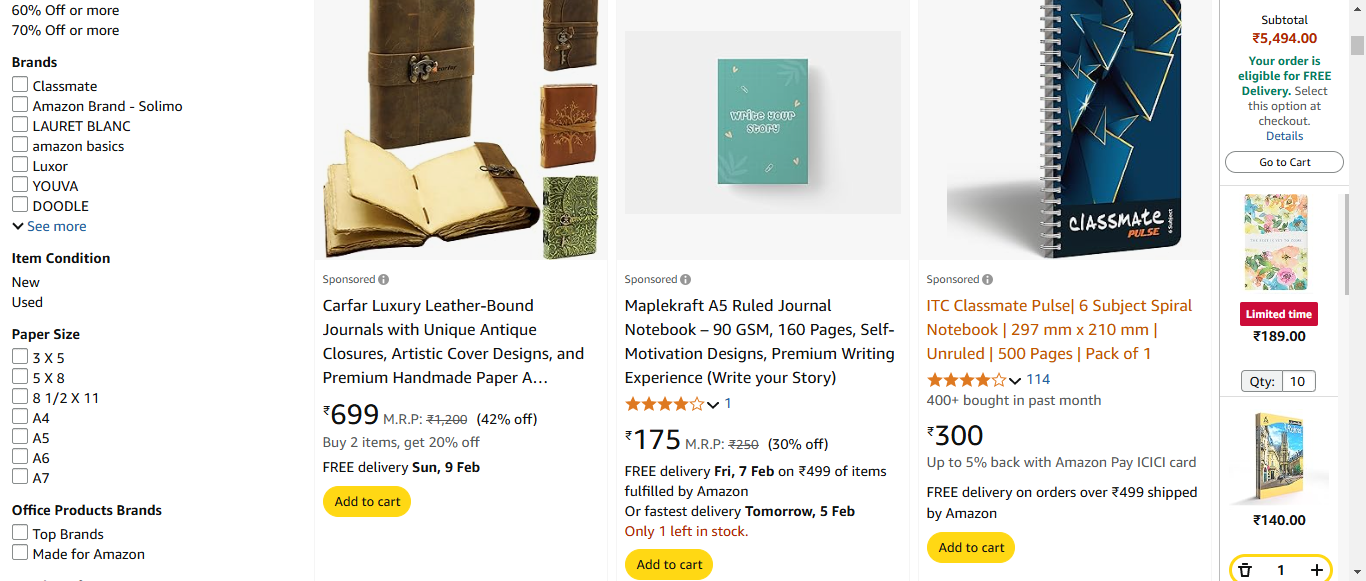 60% Off or more
70% Off or more
Brands
Classmate
Amazon Brand - Solimo
LAURET BLANC
amazon basics
Luxor
YOUVA
DOODLE
See more
Item Condition
New
Used
Paper Size
3 X 5
5 X 8
8 1/2 X 11
A4
A5
A6
A7
Office Products Brands
Top Brands
Made for Amazon
Sponsored
Carfar Luxury Leather-Bound
Journals with Unique Antique
Closures, Artistic Cover Designs, and
Premium Handmade Paper A…
₹699 M.R.P: ₹1,200 (42% off)
Buy 2 items, get 20% off
FREE delivery Sun, 9 Feb
Add to cart
Write your
story
Sponsored
Maplekraft A5 Ruled Journal
Notebook – 90 GSM, 160 Pages, Self-
Motivation Designs, Premium Writing
Experience (Write your Story)
1
₹175 M.R.P: ₹250 (30% off)
FREE delivery Fri, 7 Feb on ₹499 of items
fulfilled by Amazon
Or fastest delivery Tomorrow, 5 Feb
Only 1 left in stock.
Add to cart
CLASSMATE
PULSE
6 Subject
Sponsored
ITC Classmate Pulse| 6 Subject Spiral
Notebook | 297 mm x 210 mm |
Unruled | 500 Pages | Pack of 1
114
400+ bought in past month
₹300
Up to 5% back with Amazon Pay ICICI card
FREE delivery on orders over ₹499 shipped
by Amazon
Add to cart
Subtotal
₹5,494.00
Your order is
eligible for FREE
Delivery. Select
this option at
checkout.
Details
Go to Cart
Limited time
₹189.00
Qty: 10
₹140.00
1